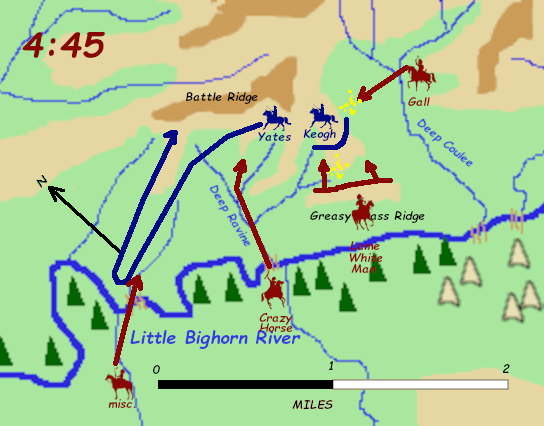 4:45
Battle Ridge
Gall
Yates
Keogh
Deep Coulee
N
Deep Ravine
Greasy Grass Ridge
Lame
White
Man
Crazy
Horse
Little Bighorn River
0
1
2
misc
MILES